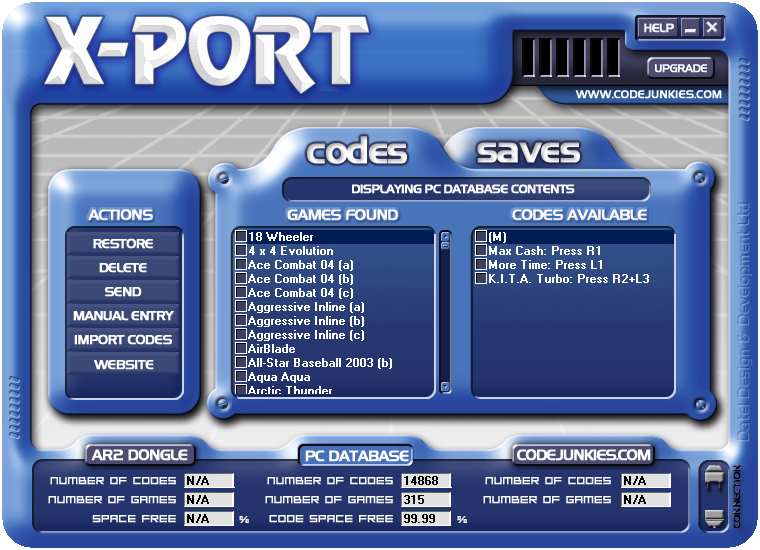 X-PORT
HELP
UPGRADE
WWW.CODEJUNKIES.COM
codes
saves
DISPLAYING PC DATABASE CONTENTS
ACTIONS
RESTORE
DELETE
SEND
MANUAL ENTRY
IMPORT CODES
WEBSITE
GAMES FOUND
18 Wheeler
4 x 4 Evolution
Ace Combat 04 (a)
Ace Combat 04 (b)
Ace Combat 04 (c)
Aggressive Inline (a)
Aggressive Inline (b)
Aggressive Inline (c)
AirBlade
All-Star Baseball 2003 (b)
Aqua Aqua
Arctic Thunder
CODES AVAILABLE
(M)
Max Cash: Press R1
More Time: Press L1
K.I.T.A. Turbo: Press R2+L3
Datel Design & Development Ltd
AR2 DONGLE
NUMBER OF CODES N/A
NUMBER OF GAMES N/A
SPACE FREE N/A %
PC DATABASE
NUMBER OF CODES 14868
NUMBER OF GAMES 315
CODE SPACE FREE 99.99 %
CODEJUNKIES.COM
NUMBER OF CODES N/A
NUMBER OF GAMES N/A
CONNECTION